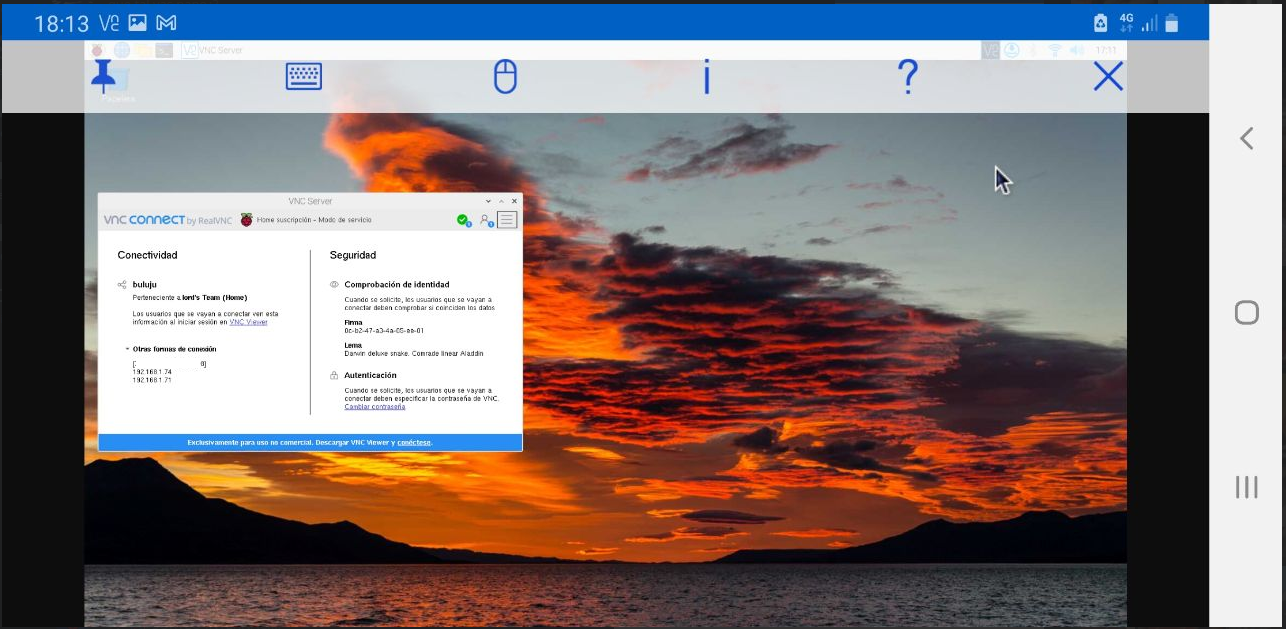 18:13
4G
VNC Server
17:11
Papelera
VNC Server
vnc connect by RealVNC
Home suscripción - Modo de servicio
Conectividad
buluju
Perteneciente a lord's Team (Home)
Los usuarios que se vayan a conectar ven esta
información al iniciar sesión en VNC Viewer
Otras formas de conexión
192.168.1.74
192.168.1.71
Seguridad
Comprobación de identidad
Cuando se solicite, los usuarios que se vayan a
conectar deben comprobar si coinciden los datos
Firma
0c-b2-47-a3-4a-65-ee-01
Lema
Darwin deluxe snake. Comrade linear Aladdin
Autenticación
Cuando se solicite, los usuarios que se vayan a
conectar deben especificar la contraseña de VNC.
Cambiar contraseña
Exclusivamente para uso no comercial. Descargar VNC Viewer y conéctese.